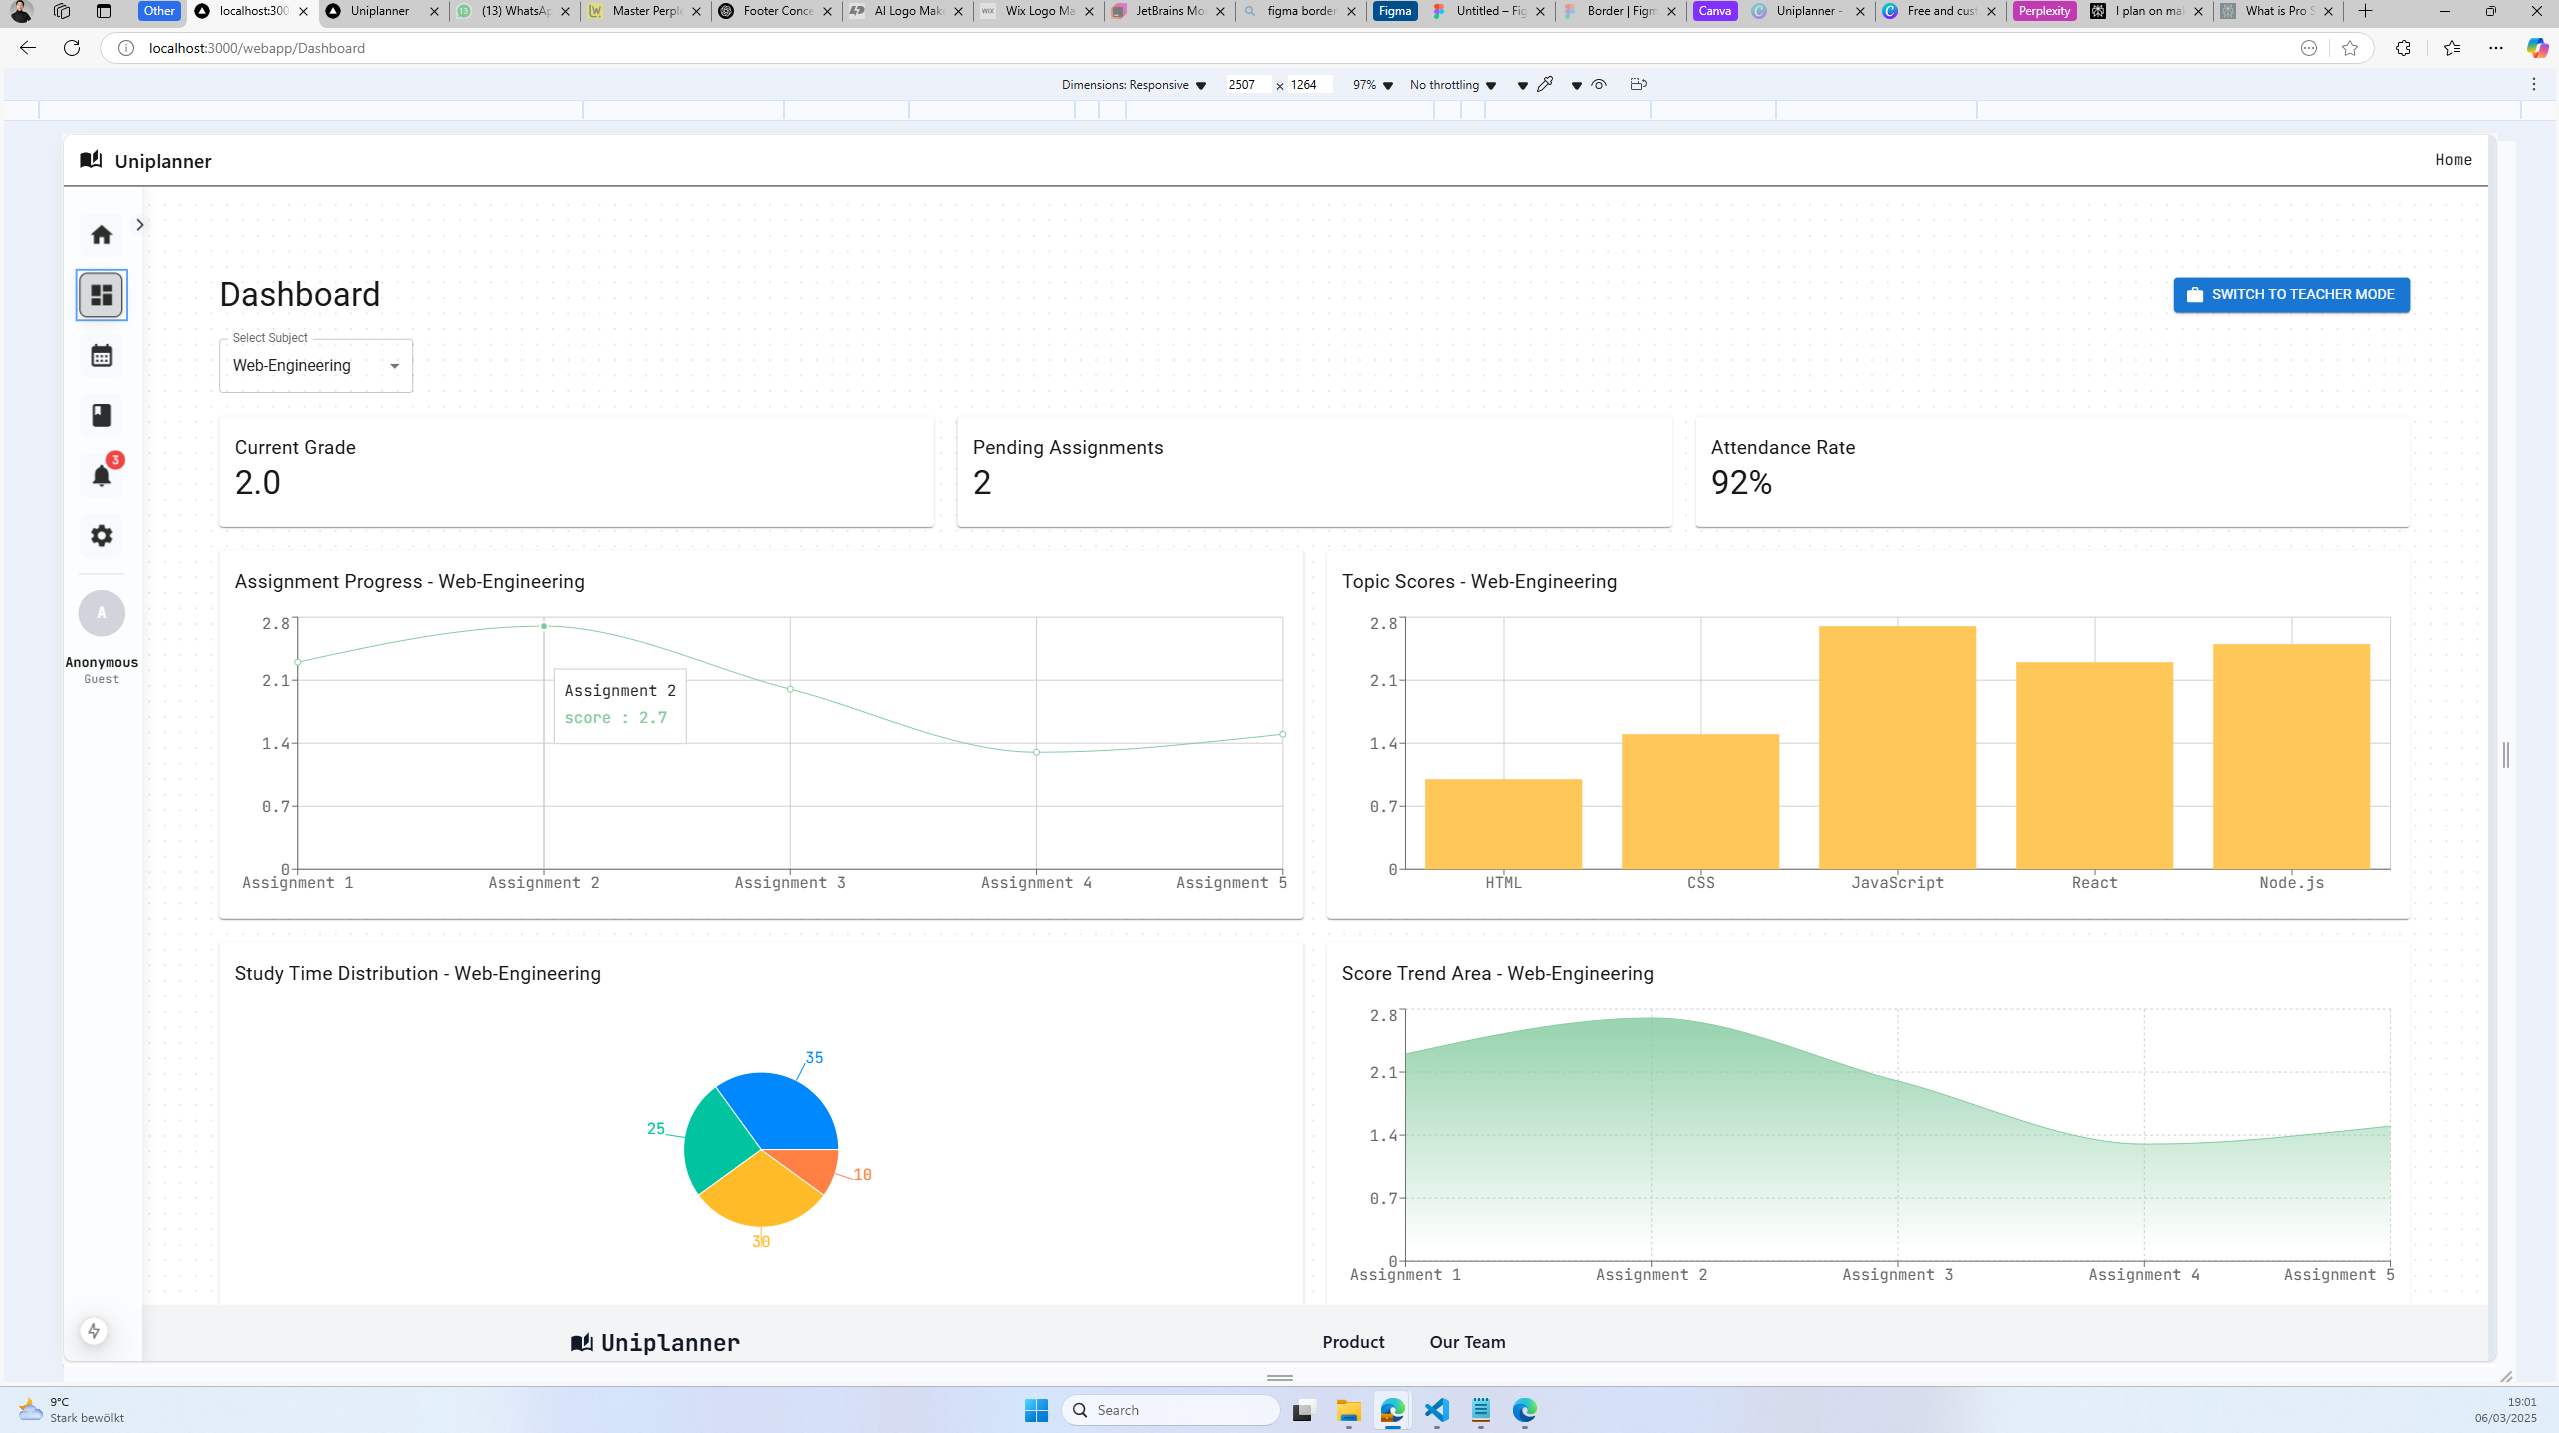 Other
localhost:300
Uniplanner
(13) WhatsAp
Master Perple
Footer Conce
AI Logo Make
Wix Logo Ma
JetBrains Mo
figma border
Figma
Untitled – Fig
Border | Figm
Canva
Uniplanner -
Free and cust
Perplexity
I plan on mak
What is Pro S
localhost:3000/webapp/Dashboard
Dimensions: Responsive 2507 × 1264 97% No throttling
Uniplanner
Home
Dashboard
SWITCH TO TEACHER MODE
Select Subject
Web-Engineering
3
A
Anonymous
Guest
Current Grade
2.0
Pending Assignments
2
Attendance Rate
92%
Assignment Progress - Web-Engineering
2.8
2.1
1.4
0.7
0
Assignment 2
score : 2.7
Assignment 1 Assignment 2 Assignment 3 Assignment 4 Assignment 5
Topic Scores - Web-Engineering
2.8
2.1
1.4
0.7
0
HTML CSS JavaScript React Node.js
Study Time Distribution - Web-Engineering
35
25
10
30
Score Trend Area - Web-Engineering
2.8
2.1
1.4
0.7
0
Assignment 1 Assignment 2 Assignment 3 Assignment 4 Assignment 5
Uniplanner
Product
Our Team
9°C
Stark bewölkt
Search
19:01
06/03/2025